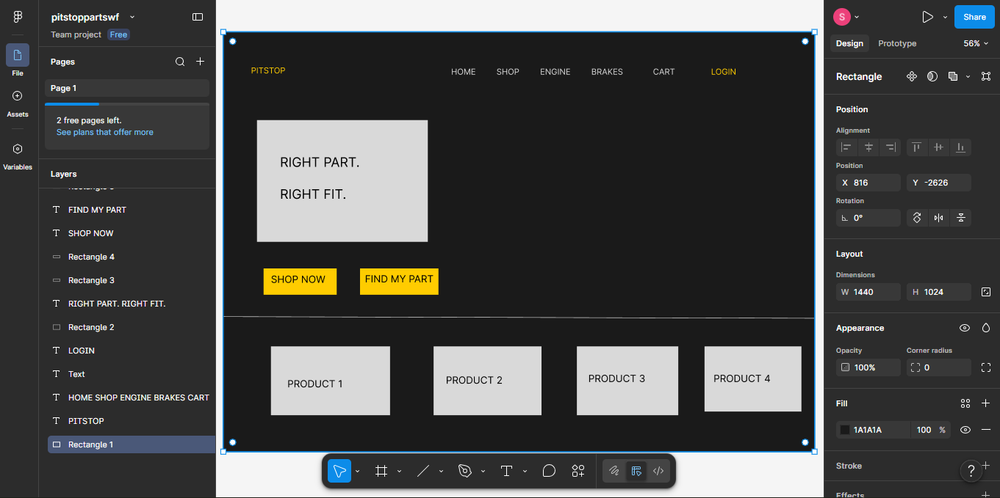 pitstoppartswf
Team project Free
File
Assets
Variables
Pages
Page 1
2 free pages left.
See plans that offer more
Layers
FIND MY PART
SHOP NOW
Rectangle 4
Rectangle 3
RIGHT PART. RIGHT FIT.
Rectangle 2
LOGIN
Text
HOME SHOP ENGINE BRAKES CART
PITSTOP
Rectangle 1
PITSTOP HOME SHOP ENGINE BRAKES CART LOGIN
RIGHT PART.
RIGHT FIT.
SHOP NOW FIND MY PART
PRODUCT 1 PRODUCT 2 PRODUCT 3 PRODUCT 4
S
Share
Design Prototype 56%
Rectangle
Position
Alignment
Position
X 816 Y -2626
Rotation
0°
Layout
Dimensions
W 1440 H 1024
Appearance
Opacity Corner radius
100% 0
Fill
1A1A1A 100 %
Stroke
?
Effects